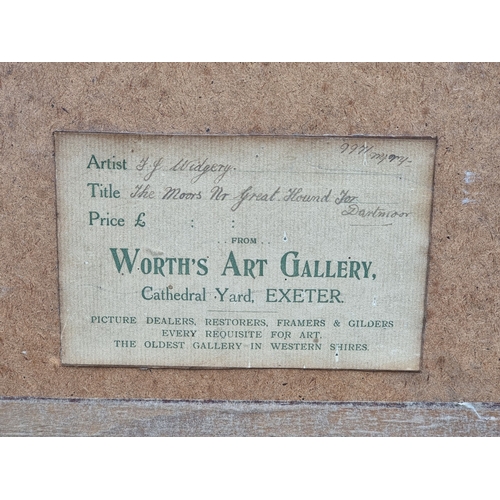 Artist F J Widgery.
Title The Moors Nr Great Hound Tor
Dartmoor
Price £ : :
.. FROM ..
WORTH'S ART GALLERY,
Cathedral Yard, EXETER.
PICTURE DEALERS, RESTORERS, FRAMERS & GILDERS
EVERY REQUISITE FOR ART.
THE OLDEST GALLERY IN WESTERN SHIRES.